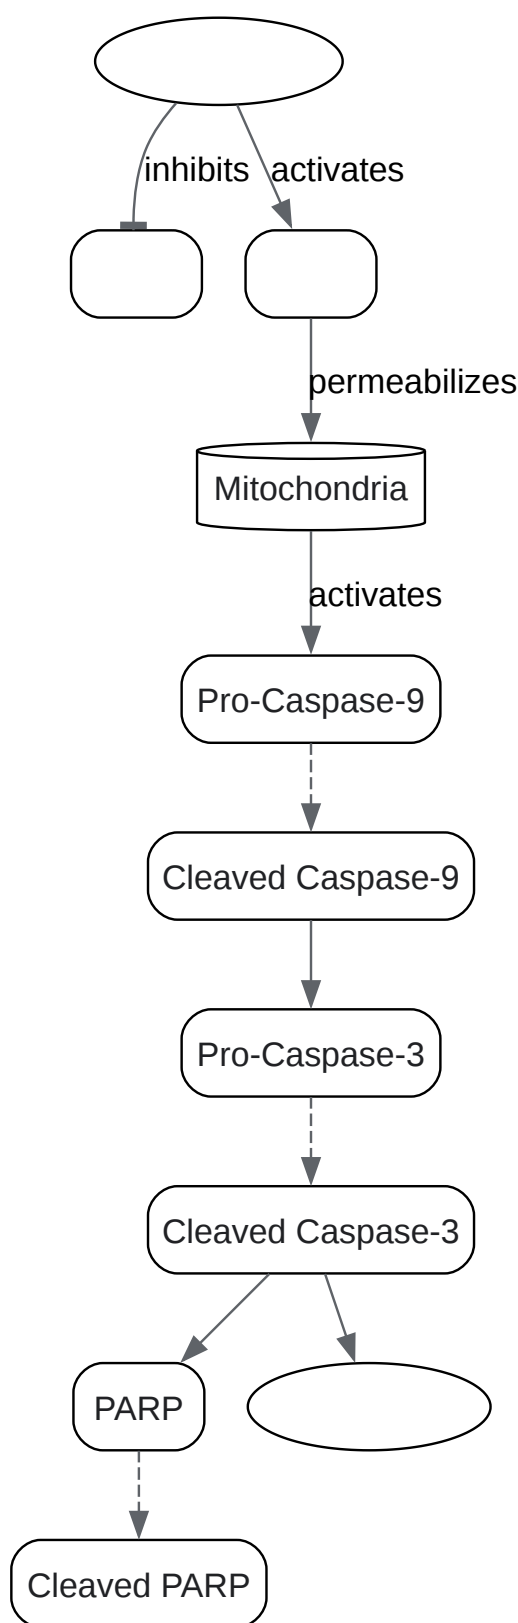 inhibits
activates
permeabilizes
Mitochondria
activates
Pro-Caspase-9
Cleaved Caspase-9
Pro-Caspase-3
Cleaved Caspase-3
PARP
Cleaved PARP